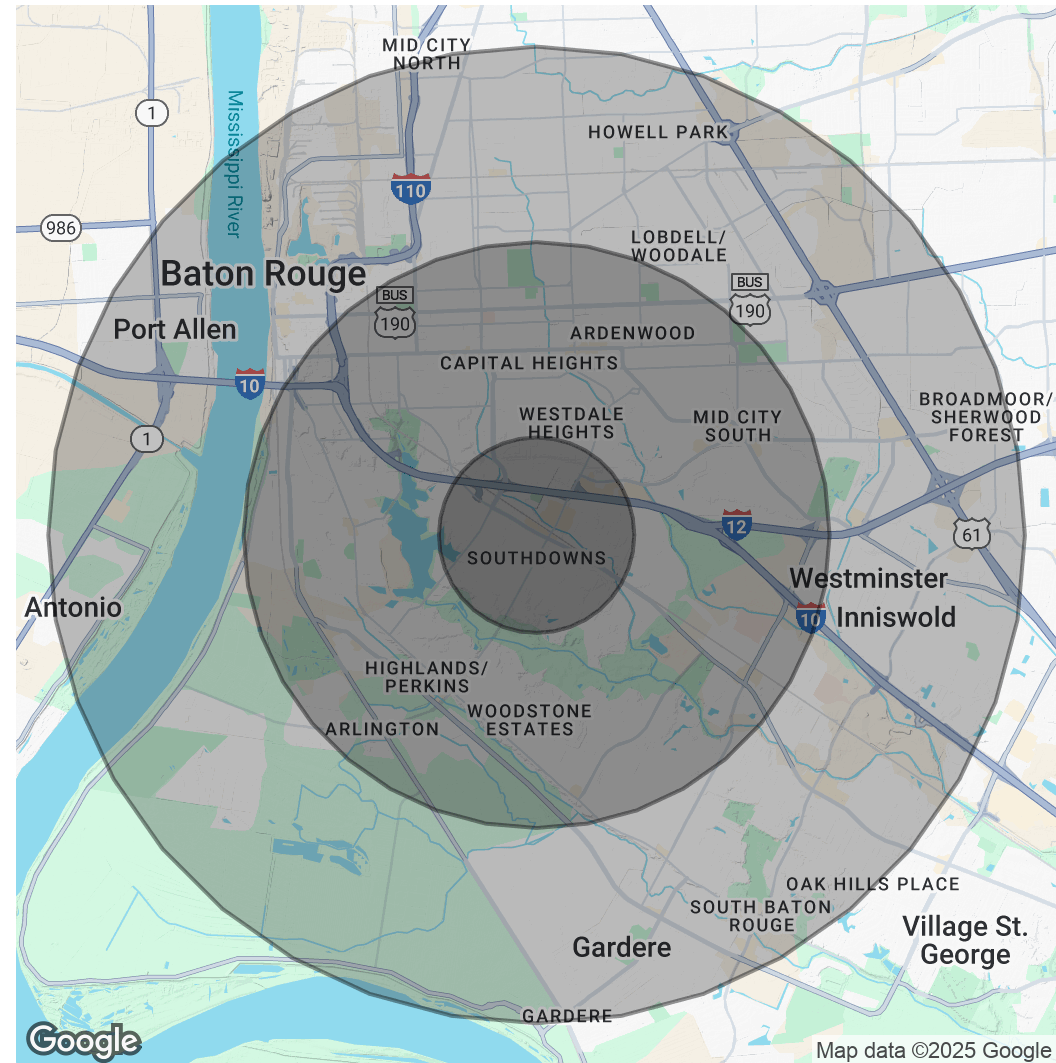 MID CITY
NORTH
1
Mississippi River
HOWELL PARK
110
986
LOBDELL/
WOODALE
Baton Rouge
BUS
190
BUS
190
Port Allen
ARDENWOOD
CAPITAL HEIGHTS
10
BROADMOOR/
SHERWOOD
FOREST
WESTDALE
HEIGHTS
MID CITY
SOUTH
1
12
61
SOUTHDOWNS
Westminster
Antonio
10
Inniswold
HIGHLANDS/
PERKINS
WOODSTONE
ESTATES
ARLINGTON
OAK HILLS PLACE
SOUTH BATON
ROUGE
Village St.
George
Gardere
GARDERE
Google
Map data ©2025 Google